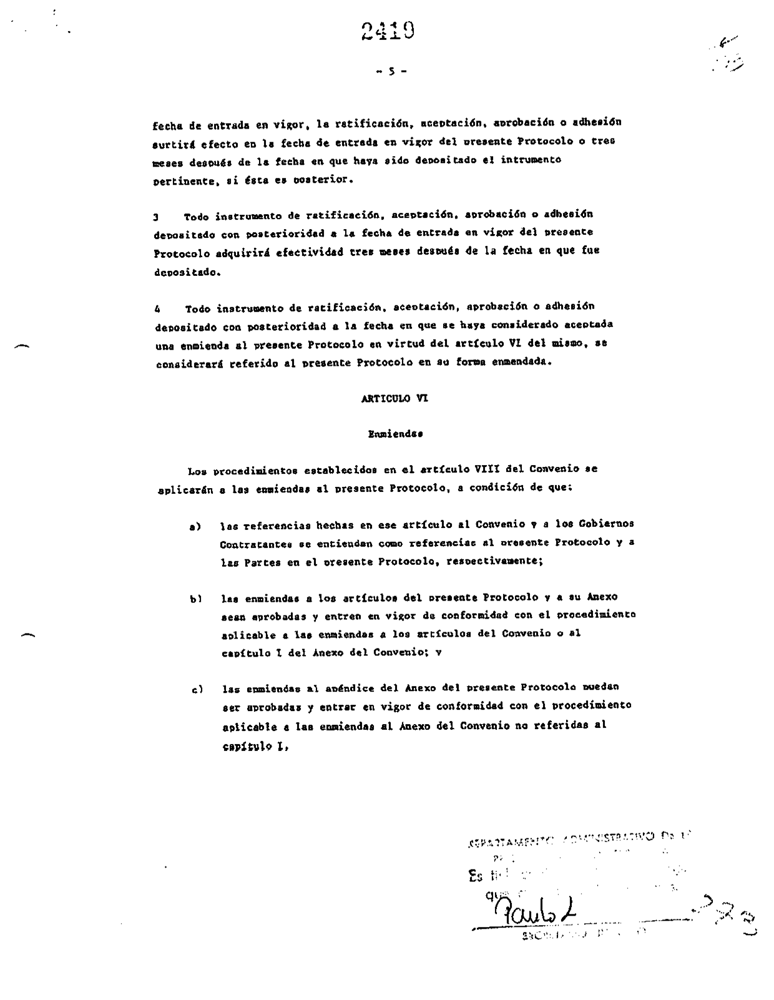 2419
- 5 -
fecha de entrada en vigor, la ratificación, aceptación, aprobación o adhesión
surtirá efecto en la fecha de entrada en vigor del presente Protocolo o tres
meses después de la fecha en que haya sido depositado el intrumento
pertinente, si ésta es posterior.
3 Todo instrumento de ratificación, aceptación, aprobación o adhesión
depositado con posterioridad a la fecha de entrada en vigor del presente
Protocolo adquirirá efectividad tres meses después de la fecha en que fue
depositado.
4 Todo instrumento de ratificación, aceptación, aprobación o adhesión
depositado con posterioridad a la fecha en que se haya considerado aceptada
una enmienda al presente Protocolo en virtud del artículo VI del mismo, se
considerará referido al presente Protocolo en su forma enmendada.
ARTICULO VI
Enmiendas
Los procedimientos establecidos en el artículo VIII del Convenio se
aplicarán a las enmiendas al presente Protocolo, a condición de que:
a) las referencias hechas en ese artículo al Convenio y a los Gobiernos
Contratantes se entiendan como referencias al presente Protocolo y a
las Partes en el presente Protocolo, respectivamente;
b) las enmiendas a los artículos del presente Protocolo y a su Anexo
sean aprobadas y entren en vigor de conformidad con el procedimiento
aplicable a las enmiendas a los artículos del Convenio o al
capítulo I del Anexo del Convenio; y
c) las enmiendas al apéndice del Anexo del presente Protocolo puedan
ser aprobadas y entrar en vigor de conformidad con el procedimiento
aplicable a las enmiendas al Anexo del Convenio no referidas al
capítulo I.
DEPARTAMENTO ADMINISTRATIVO DE LA
Es
que